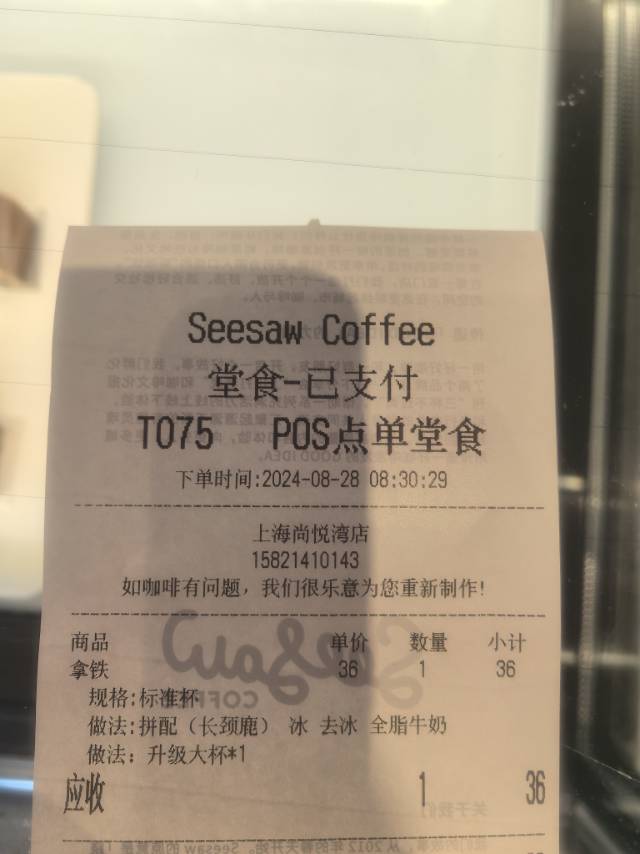 Seesaw Coffee
堂食-已支付
T075 POS点单堂食
下单时间:2024-08-28 08:30:29
上海尚悦湾店
15821410143
如咖啡有问题，我们很乐意为您重新制作!
商品 单价 数量 小计
拿铁 36 1 36
规格:标准杯
做法:拼配（长颈鹿） 冰 去冰 全脂牛奶
做法：升级大杯*1
应收 1 36